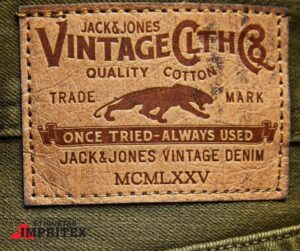 JACK&JONES
VINTAGE CLTH CO
QUALITY COTTON
TRADE MARK
ONCE TRIED-ALWAYS USED
JACK&JONES VINTAGE DENIM
MCMLXXV
ETIQUETAS
IMPRITEX